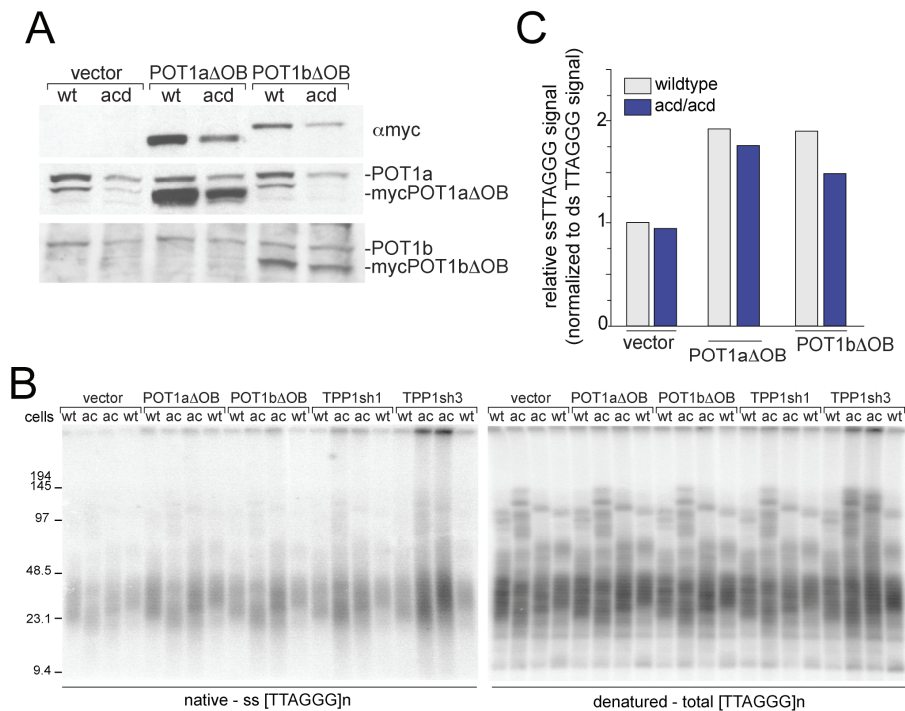 A
vector POT1aΔOB POT1bΔOB
wt acd wt acd wt acd
αmyc
-POT1a
-mycPOT1aΔOB
-POT1b
-mycPOT1bΔOB
C
relative ssTTAGGG signal
(normalized to ds TTAGGG signal)
wildtype
acd/acd
2
1
0
vector
POT1aΔOB
POT1bΔOB
B
vector POT1aΔOB POT1bΔOB TPP1sh1 TPP1sh3
cells wt ac ac wt wt ac ac wt wt ac ac wt wt ac ac wt wt ac ac wt
194
145
97
48.5
23.1
9.4
native - ss [TTAGGG]n
vector POT1aΔOB POT1bΔOB TPP1sh1 TPP1sh3
wt ac ac wt wt ac ac wt wt ac ac wt wt ac ac wt wt ac ac wt
denatured - total [TTAGGG]n